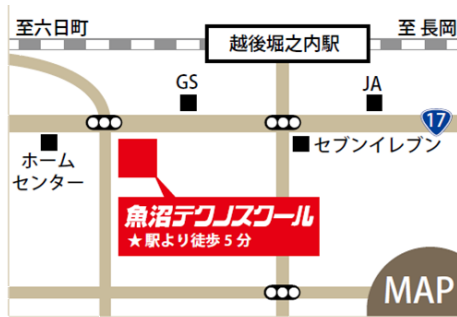 至六日町
越後堀之内駅
至 長岡
GS
JA
17
ホーム
センター
セブンイレブン
魚沼テクノスクール
★駅より徒歩5分
MAP